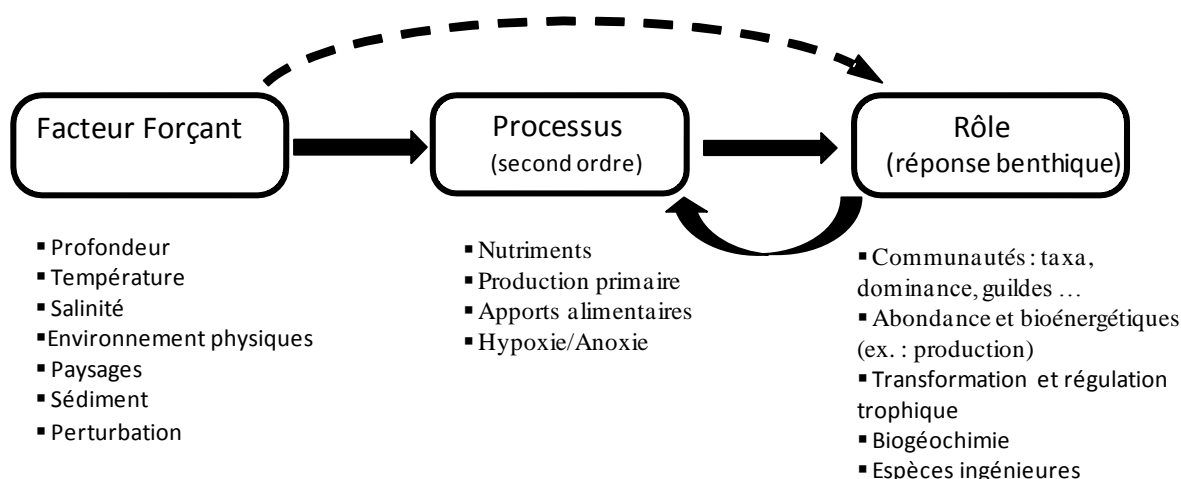 Facteur Forçant
▪ Profondeur
▪ Température
▪ Salinité
▪Environnement physiques
▪ Paysages
▪ Sédiment
▪ Perturbation
Processus
(second ordre)
▪ Nutriments
▪ Production primaire
▪ Apports alimentaires
▪ Hypoxie/Anoxie
Rôle
(réponse benthique)
▪ Communautés : taxa,
dominance, guildes …
▪ Abondance et bioénergétiques
(ex. : production)
▪ Transformation et régulation
trophique
▪ Biogéochimie
▪ Espèces ingénieures